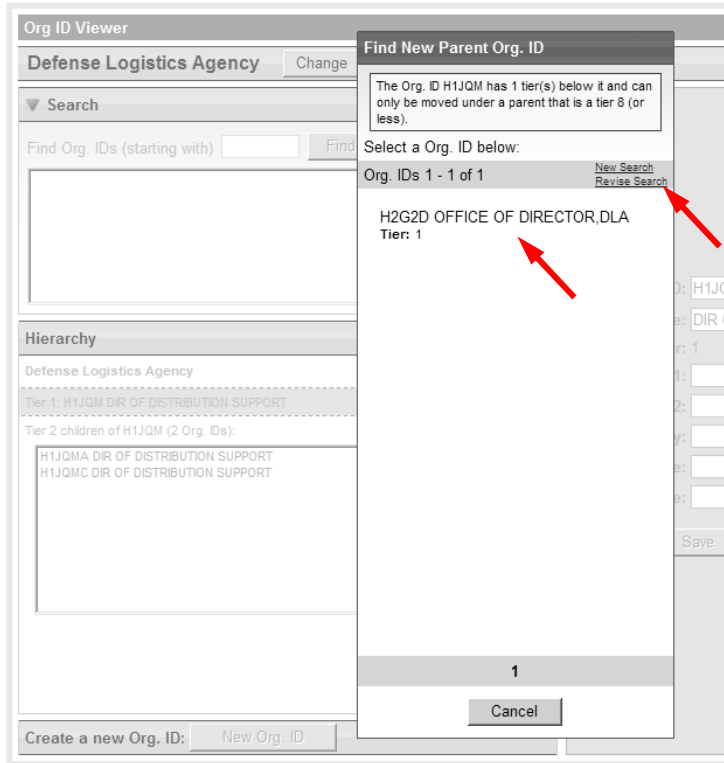 Org ID Viewer
Defense Logistics Agency
Change
Search
Find Org. IDs (starting with)
Find
Hierarchy
Defense Logistics Agency
Tier 1: H1JQM DIR OF DISTRIBUTION SUPPORT
Tier 2 children of H1JQM (2 Org. IDs):
H1JQMA DIR OF DISTRIBUTION SUPPORT
H1JQMC DIR OF DISTRIBUTION SUPPORT
Create a new Org. ID:
New Org. ID
Find New Parent Org. ID
The Org. ID H1JQM has 1 tier(s) below it and can
only be moved under a parent that is a tier 8 (or
less).
Select a Org. ID below:
Org. IDs 1 - 1 of 1
New Search
Revise Search
H2G2D OFFICE OF DIRECTOR,DLA
Tier: 1
1
Cancel
DIR
r: 1
1:
2:
y:
e:
e:
Save